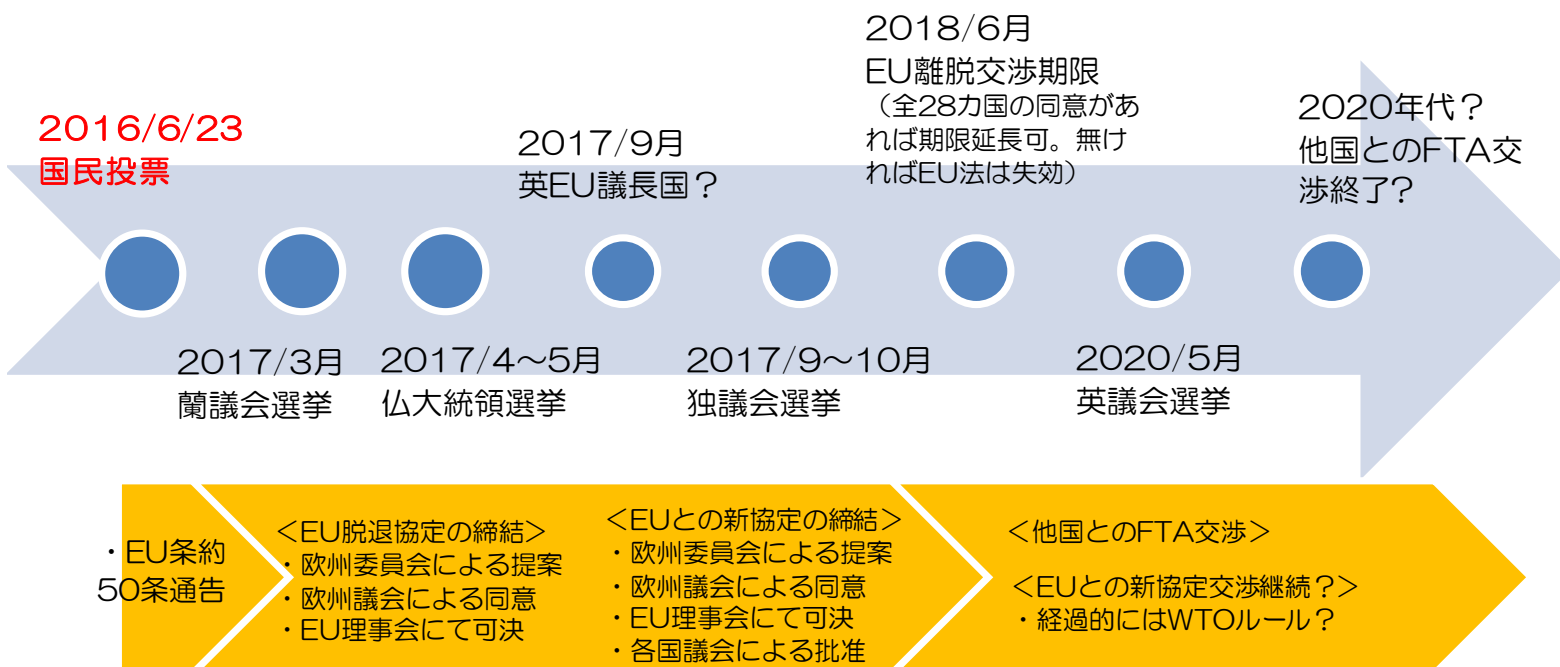 2016/6/23
国民投票
2017/9月
英EU議長国？
2018/6月
EU離脱交渉期限
（全28カ国の同意があ
れば期限延長可。無け
ればEU法は失効）
2020年代？
他国とのFTA交
渉終了?
2017/3月
蘭議会選挙
2017/4～5月
仏大統領選挙
2017/9～10月
独議会選挙
2020/5月
英議会選挙
・EU条約
50条通告
＜EU脱退協定の締結＞
・欧州委員会による提案
・欧州議会による同意
・EU理事会にて可決
＜EUとの新協定の締結＞
・欧州委員会による提案
・欧州議会による同意
・EU理事会にて可決
・各国議会による批准
＜他国とのFTA交渉＞
＜EUとの新協定交渉継続？＞
・経過的にはWTOルール？